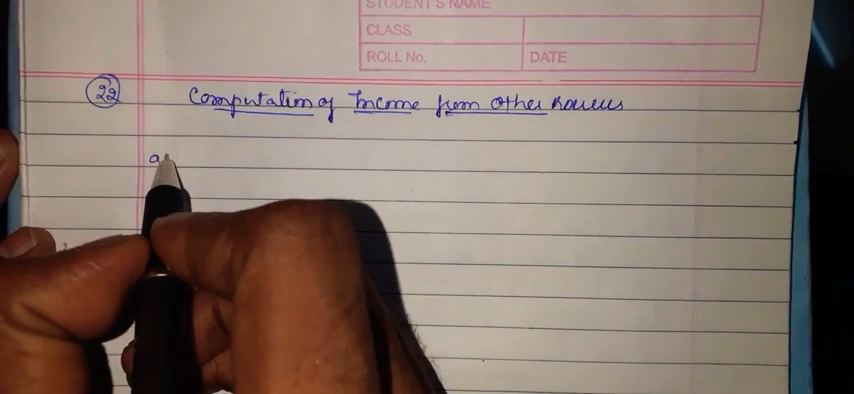 STUDENT'S NAME
CLASS
ROLL No. DATE
22 Computation of Income from other sources
a